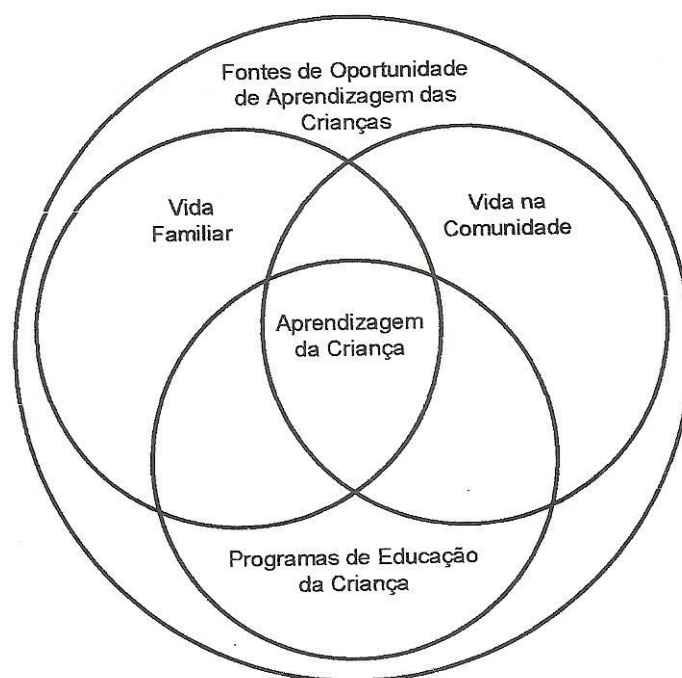 Fontes de Oportunidade
de Aprendizagem das
Crianças
Vida
Familiar
Vida na
Comunidade
Aprendizagem
da Criança
Programas de Educação
da Criança